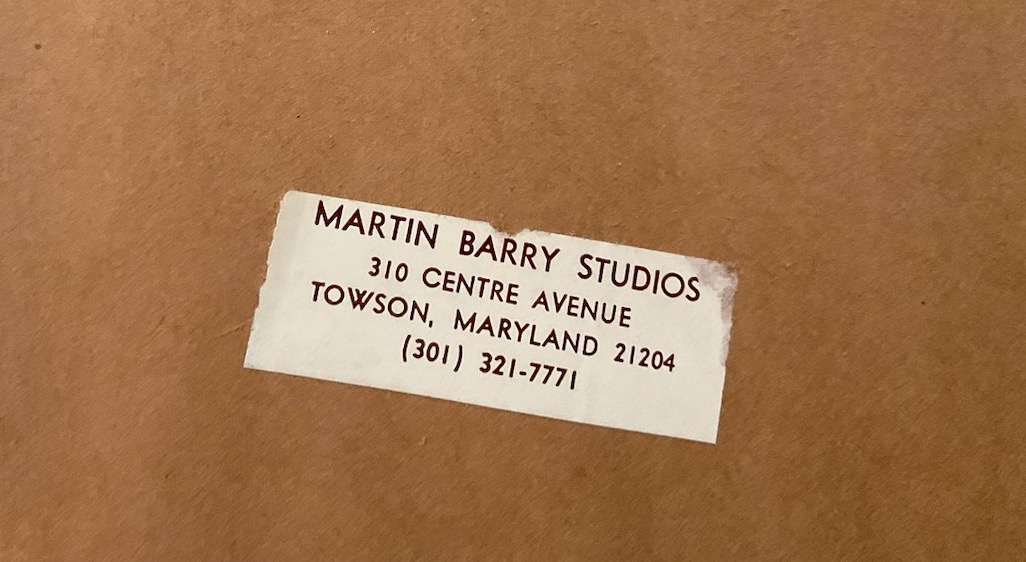 MARTIN BARRY STUDIOS
310 CENTRE AVENUE
TOWSON, MARYLAND 21204
(301) 321-7771